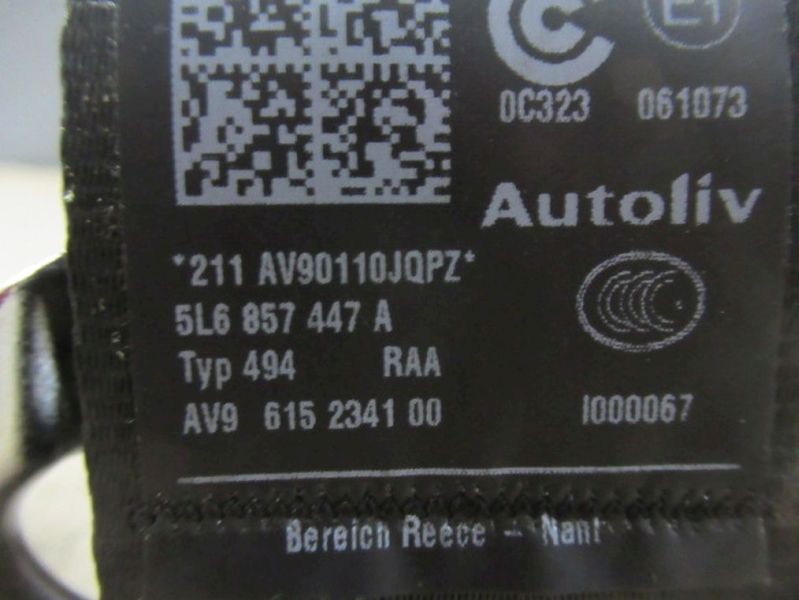 E1
0C323 061073
Autoliv
*211 AV90110JQPZ*
5L6 857 447 A
Typ 494 RAA
AV9 615 2341 00 I000067
Bereich Reece - Naht